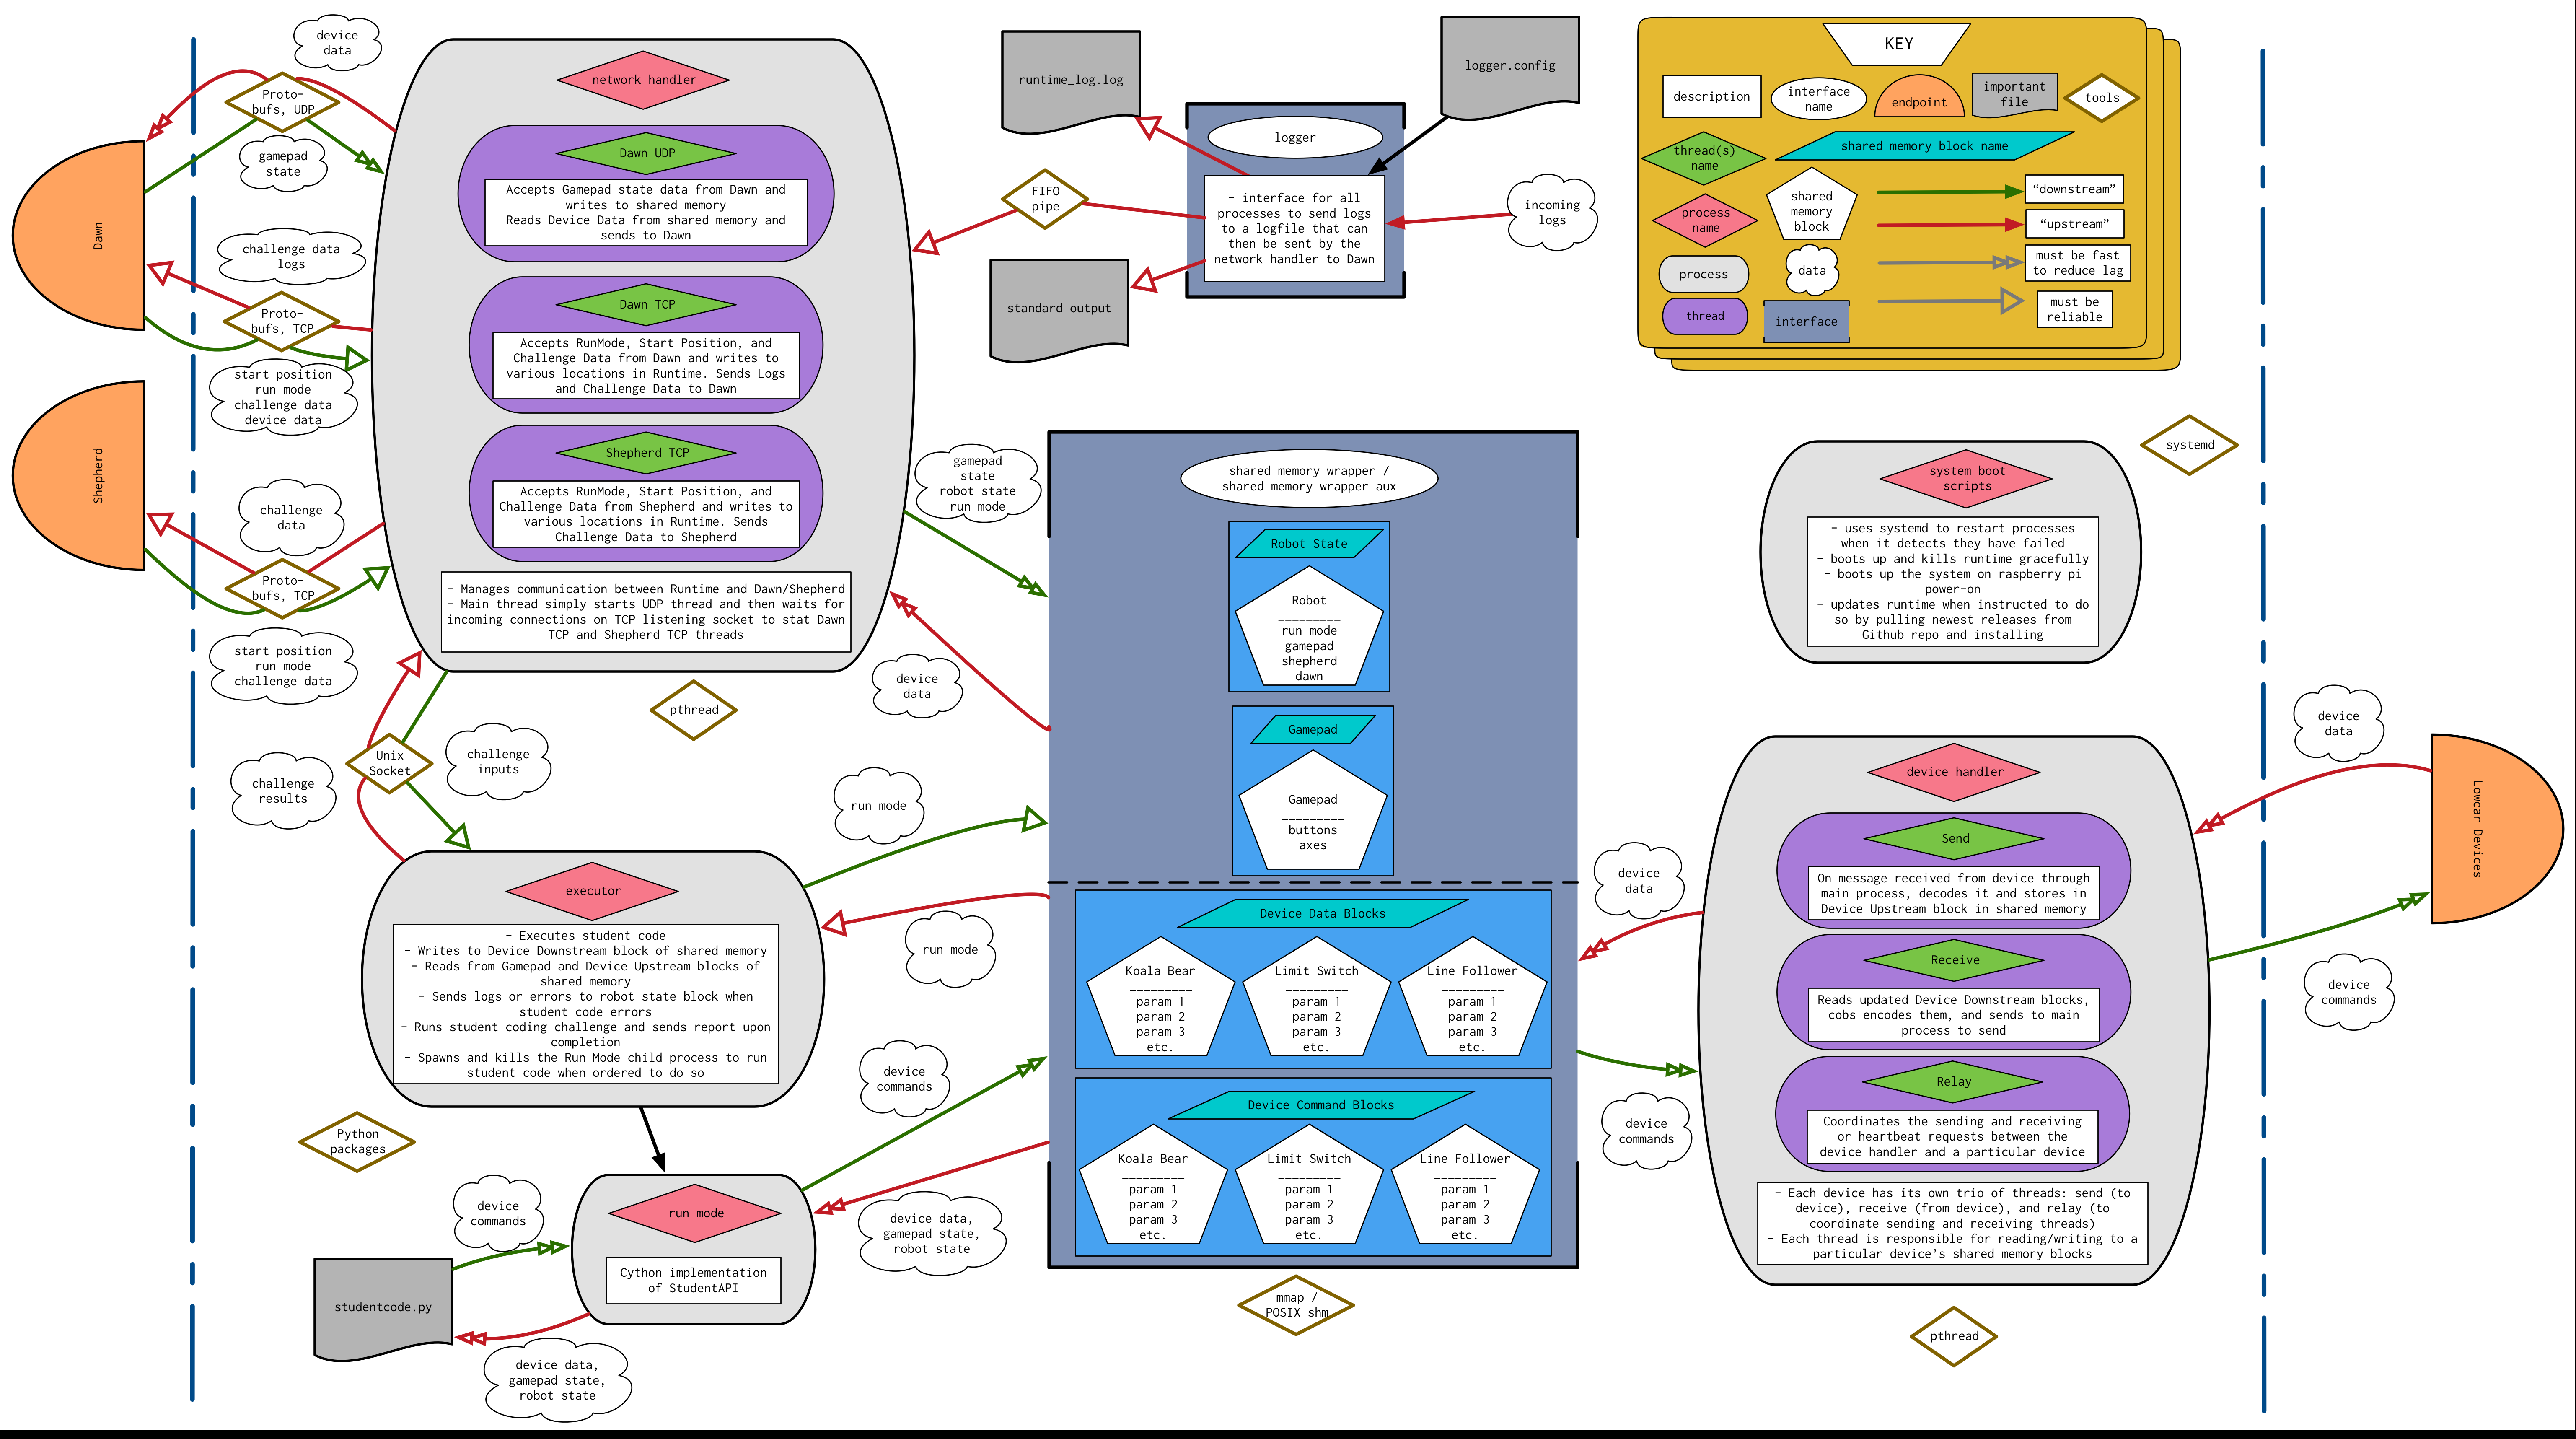 device
data
Proto-
bufs, UDP
gamepad
state
Dawn
challenge data
logs
Proto-
bufs, TCP
start position
run mode
challenge data
device data
Shepherd
challenge
data
Proto-
bufs, TCP
start position
run mode
challenge data
network handler
Dawn UDP
Accepts Gamepad state data from Dawn and
writes to shared memory
Reads Device Data from shared memory and
sends to Dawn
Dawn TCP
Accepts RunMode, Start Position, and
Challenge Data from Dawn and writes to
various locations in Runtime. Sends Logs
and Challenge Data to Dawn
Shepherd TCP
Accepts RunMode, Start Position, and
Challenge Data from Shepherd and writes to
various locations in Runtime. Sends
Challenge Data to Shepherd
- Manages communication between Runtime and Dawn/Shepherd
- Main thread simply starts UDP thread and then waits for
incoming connections on TCP listening socket to stat Dawn
TCP and Shepherd TCP threads
pthread
Unix
Socket
challenge
inputs
challenge
results
runtime_log.log
logger.config
logger
- interface for all
processes to send logs
to a logfile that can
then be sent by the
network handler to Dawn
FIFO
pipe
incoming
logs
standard output
KEY
description
interface
name
endpoint
important
file
tools
thread(s)
name
shared memory block name
process
name
shared
memory
block
"downstream"
"upstream"
process
data
must be fast
to reduce lag
thread
interface
must be
reliable
gamepad
state
robot state
run mode
device
data
run mode
run mode
device
commands
device data,
gamepad state,
robot state
shared memory wrapper /
shared memory wrapper aux
Robot State
Robot
_________
run mode
gamepad
shepherd
dawn
Gamepad
Gamepad
_________
buttons
axes
Device Data Blocks
Koala Bear
_________
param 1
param 2
param 3
etc.
Limit Switch
_________
param 1
param 2
param 3
etc.
Line Follower
_________
param 1
param 2
param 3
etc.
Device Command Blocks
Koala Bear
_________
param 1
param 2
param 3
etc.
Limit Switch
_________
param 1
param 2
param 3
etc.
Line Follower
_________
param 1
param 2
param 3
etc.
mmap /
POSIX shm
executor
- Executes student code
- Writes to Device Downstream block of shared memory
- Reads from Gamepad and Device Upstream blocks of
shared memory
- Sends logs or errors to robot state block when
student code errors
- Runs student coding challenge and sends report upon
completion
- Spawns and kills the Run Mode child process to run
student code when ordered to do so
Python
packages
device
commands
run mode
Cython implementation
of StudentAPI
studentcode.py
device data,
gamepad state,
robot state
systemd
system boot
scripts
- uses systemd to restart processes
when it detects they have failed
- boots up and kills runtime gracefully
- boots up the system on raspberry pi
power-on
- updates runtime when instructed to do
so by pulling newest releases from
Github repo and installing
device
data
device
commands
device handler
Send
On message received from device through
main process, decodes it and stores in
Device Upstream block in shared memory
Receive
Reads updated Device Downstream blocks,
cobs encodes them, and sends to main
process to send
Relay
Coordinates the sending and receiving
or heartbeat requests between the
device handler and a particular device
- Each device has its own trio of threads: send (to
device), receive (from device), and relay (to
coordinate sending and receiving threads)
- Each thread is responsible for reading/writing to a
particular device's shared memory blocks
pthread
device
data
Lowcar Devices
device
commands